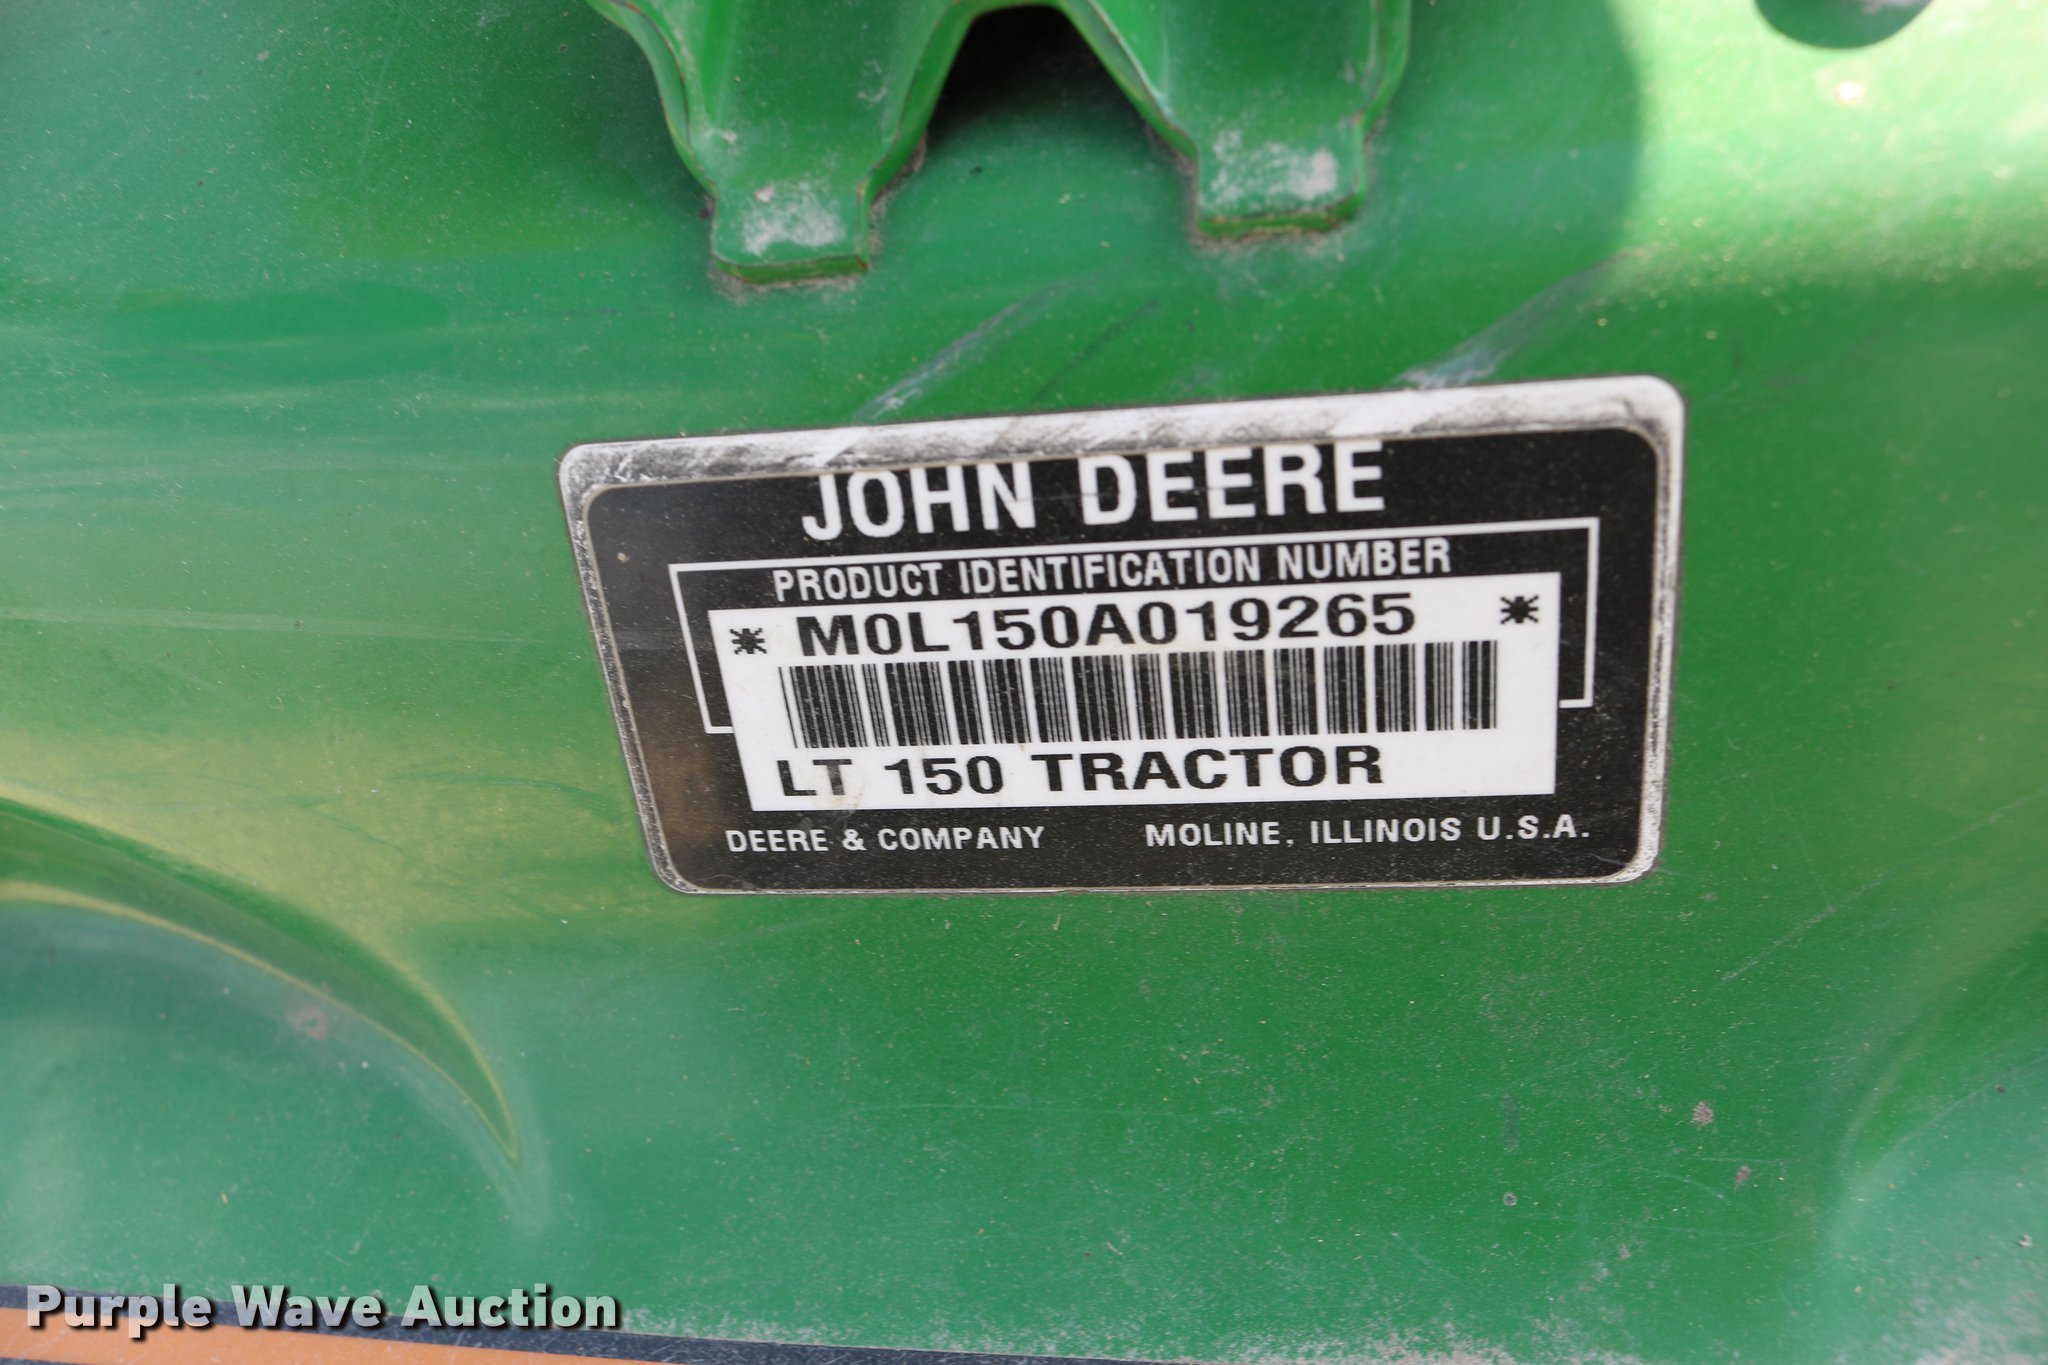 JOHN DEERE
PRODUCT IDENTIFICATION NUMBER
* M0L150A019265 *
LT 150 TRACTOR
DEERE & COMPANY MOLINE, ILLINOIS U.S.A.
Purple Wave Auction